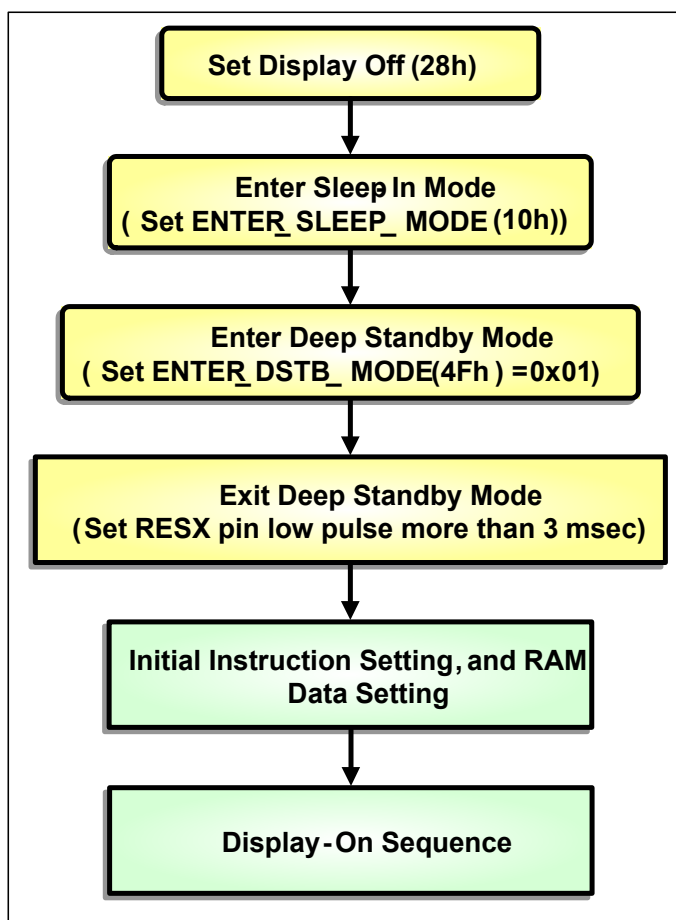 Set Display Off (28h)
Enter Sleep In Mode
( Set ENTER_ SLEEP_ MODE (10h))
Enter Deep Standby Mode
( Set ENTER_ DSTB_ MODE(4Fh ) =0x01)
Exit Deep Standby Mode
(Set RESX pin low pulse more than 3 msec)
Initial Instruction Setting, and RAM
Data Setting
Display-On Sequence